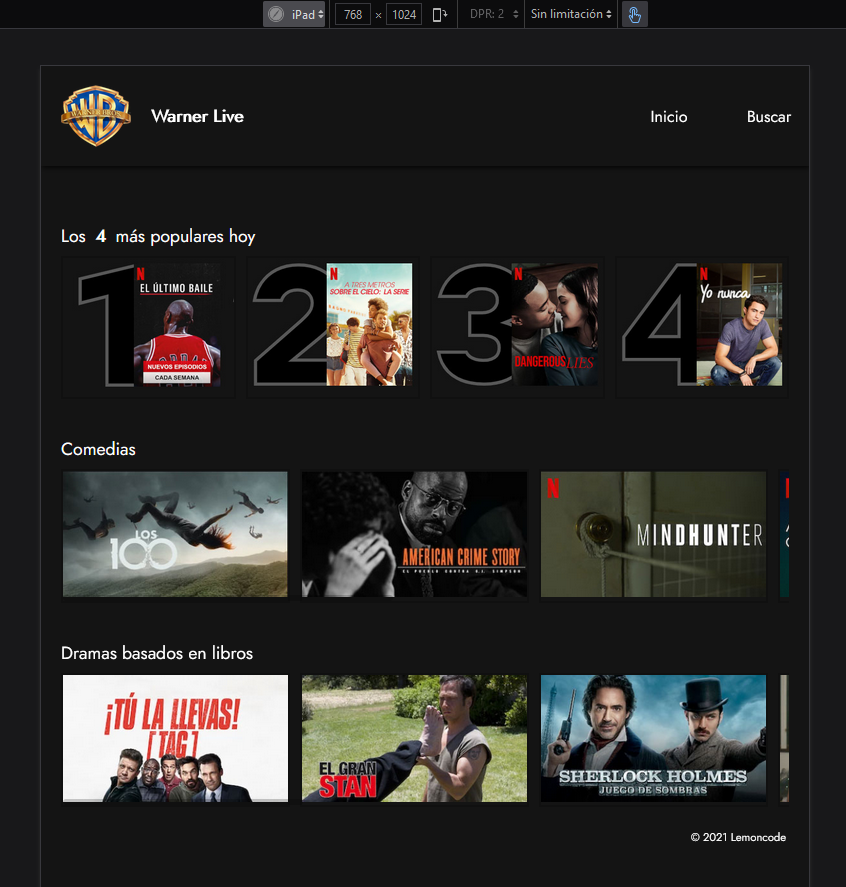 iPad
768 × 1024
DPR: 2
Sin limitación
WARNER BROS
Warner Live
Inicio
Buscar
Los 4 más populares hoy
1
N
EL ÚLTIMO BAILE
NUEVOS EPISODIOS
CADA SEMANA
2
N
A TRES METROS
SOBRE EL CIELO: LA SERIE
3
N
DANGEROUS LIES
4
N
Yo nunca
Comedias
LOS
100
AMERICAN CRIME STORY
EL PUEBLO CONTRA O.J. SIMPSON
N
MINDHUNTER
Dramas basados en libros
¡TÚ LA LLEVAS!
[TAG]
EL GRAN
STAN
SHERLOCK HOLMES
JUEGO DE SOMBRAS
© 2021 Lemoncode